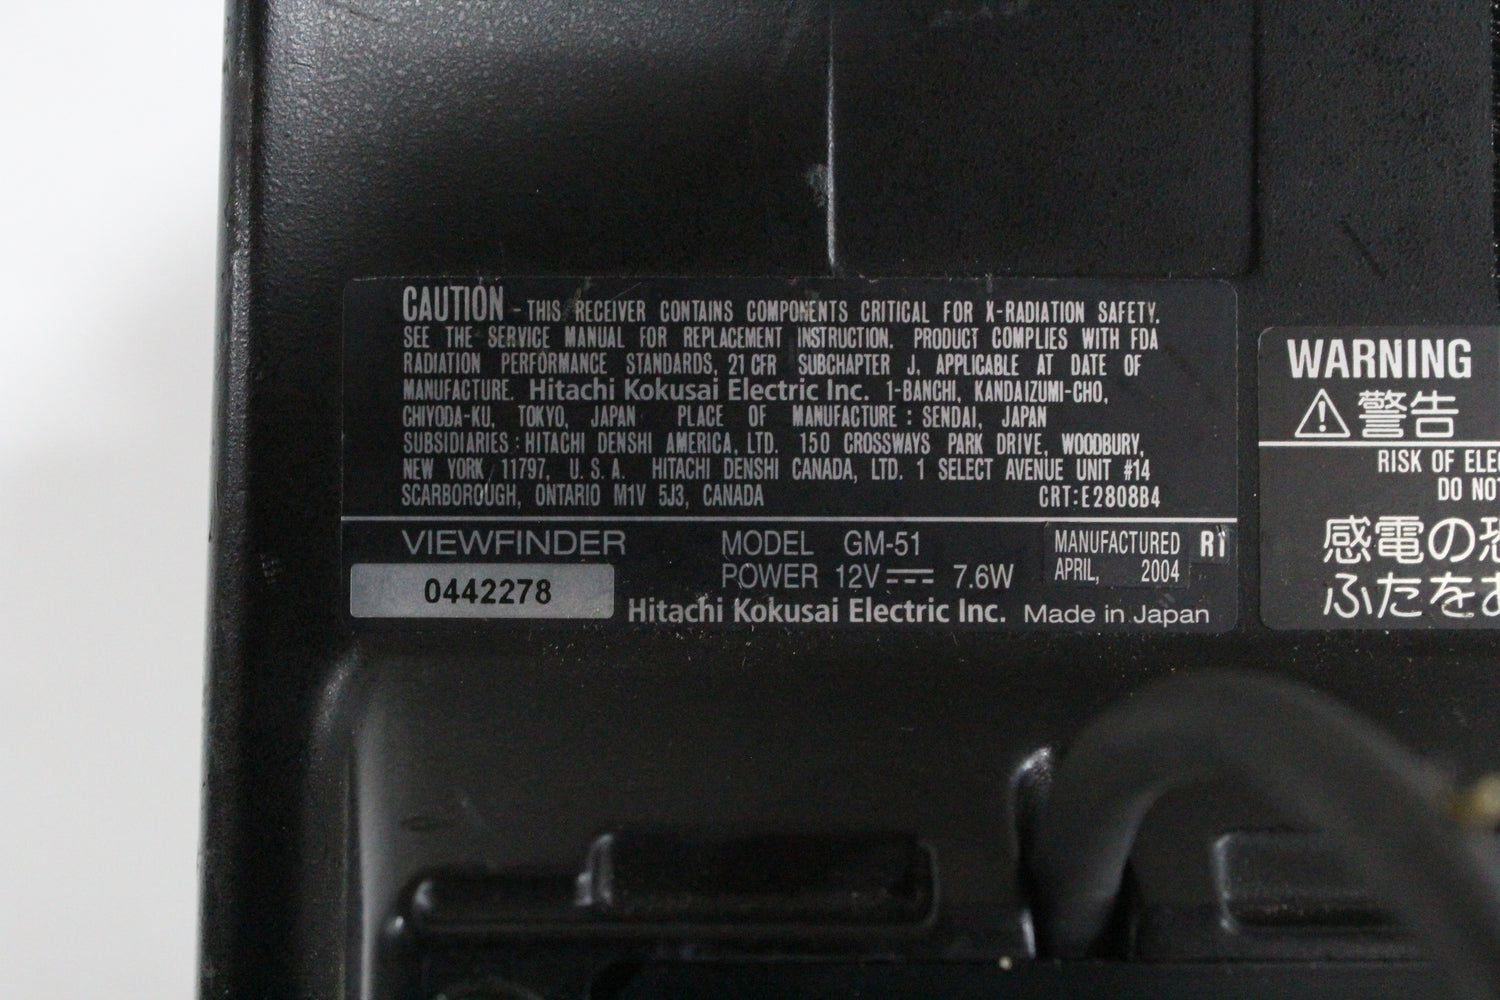 CAUTION - THIS RECEIVER CONTAINS COMPONENTS CRITICAL FOR X-RADIATION SAFETY.
SEE THE SERVICE MANUAL FOR REPLACEMENT INSTRUCTION. PRODUCT COMPLIES WITH FDA
RADIATION PERFORMANCE STANDARDS, 21 CFR SUBCHAPTER J, APPLICABLE AT DATE OF
MANUFACTURE. Hitachi Kokusai Electric Inc. 1-BANCHI, KANDAIZUMI-CHO,
CHIYODA-KU, TOKYO, JAPAN PLACE OF MANUFACTURE : SENDAI, JAPAN
SUBSIDIARIES : HITACHI DENSHI AMERICA, LTD. 150 CROSSWAYS PARK DRIVE, WOODBURY,
NEW YORK 11797, U. S. A. HITACHI DENSHI CANADA, LTD. 1 SELECT AVENUE UNIT #14
SCARBOROUGH, ONTARIO M1V 5J3, CANADA CRT:E2808B4
VIEWFINDER MODEL GM-51 MANUFACTURED R1
POWER 12V 7.6W APRIL, 2004
0442278
Hitachi Kokusai Electric Inc. Made in Japan
WARNING
警告
RISK OF ELE
DO NOT
感電の恐
ふたをあ